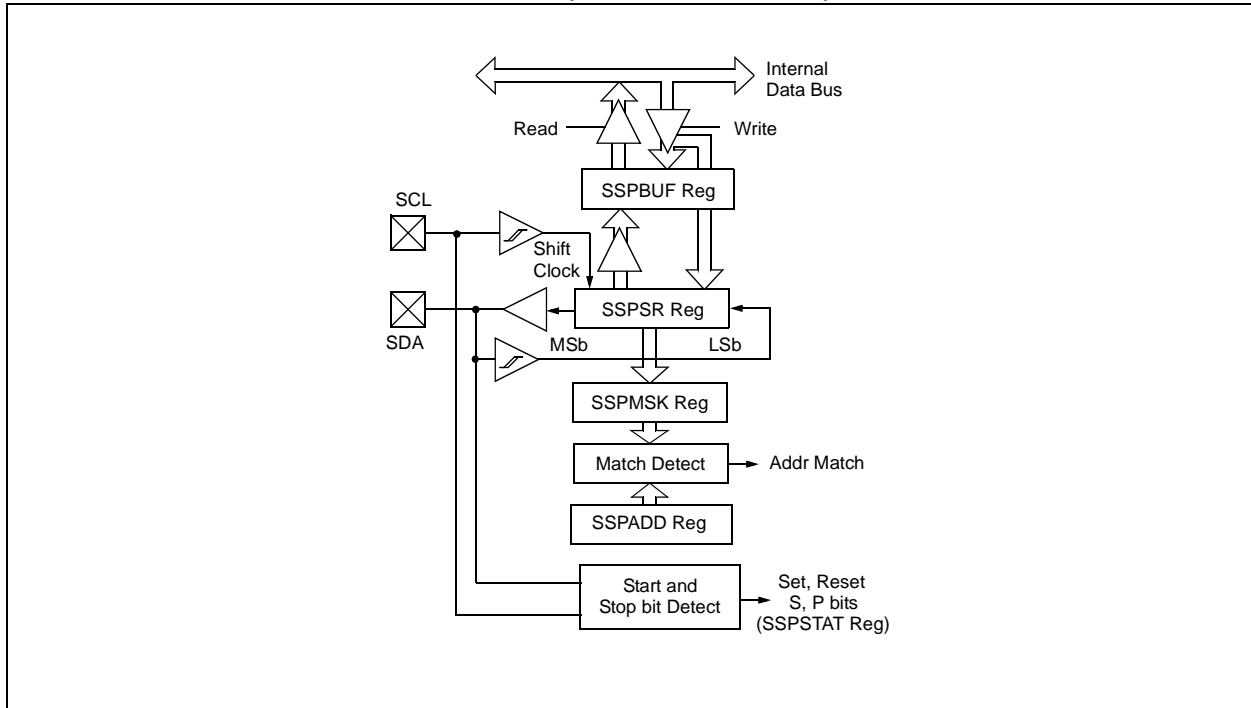 Internal
Data Bus
Read
Write
SSPBUF Reg
SCL
Shift
Clock
SSPSR Reg
SDA
MSb
LSb
SSPMSK Reg
Match Detect
Addr Match
SSPADD Reg
Start and
Stop bit Detect
Set, Reset
S, P bits
(SSPSTAT Reg)